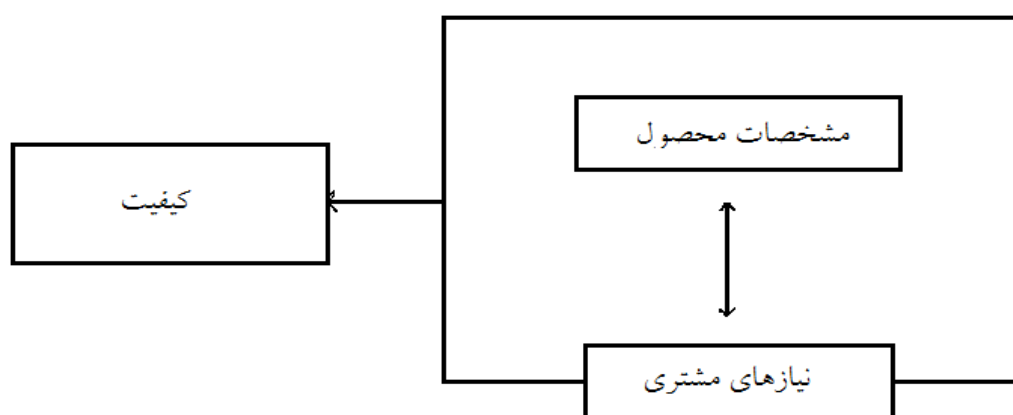 مشخصات محصول
کیفیت
نیازهای مشتری